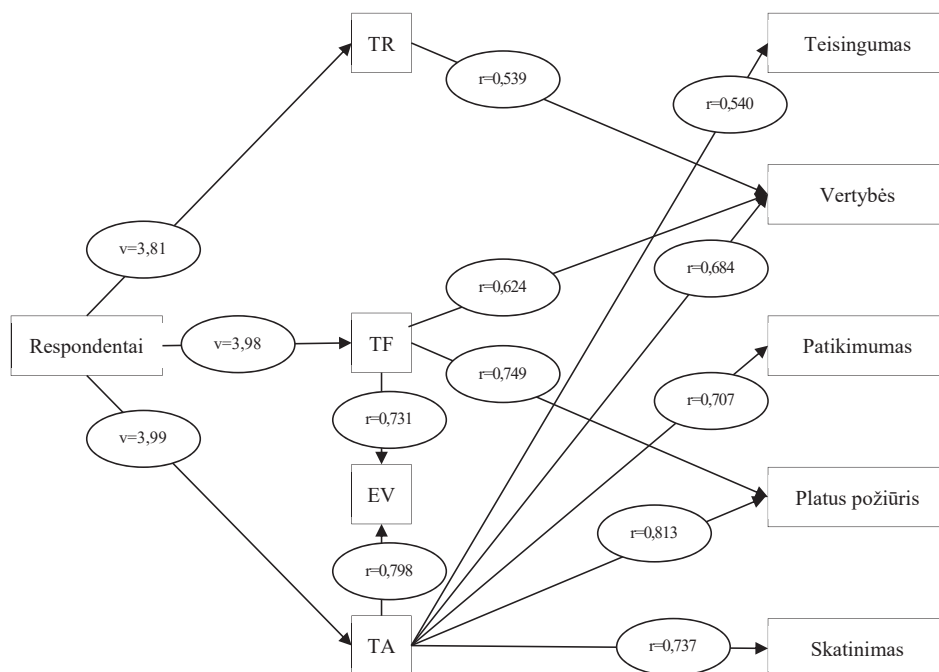 TR
Teisingumas
r=0,539
r=0,540
Vertybės
v=3,81
r=0,684
r=0,624
Respondentai
v=3,98
TF
Patikimumas
r=0,749
r=0,707
r=0,731
v=3,99
EV
Platus požiūris
r=0,813
r=0,798
TA
r=0,737
Skatinimas